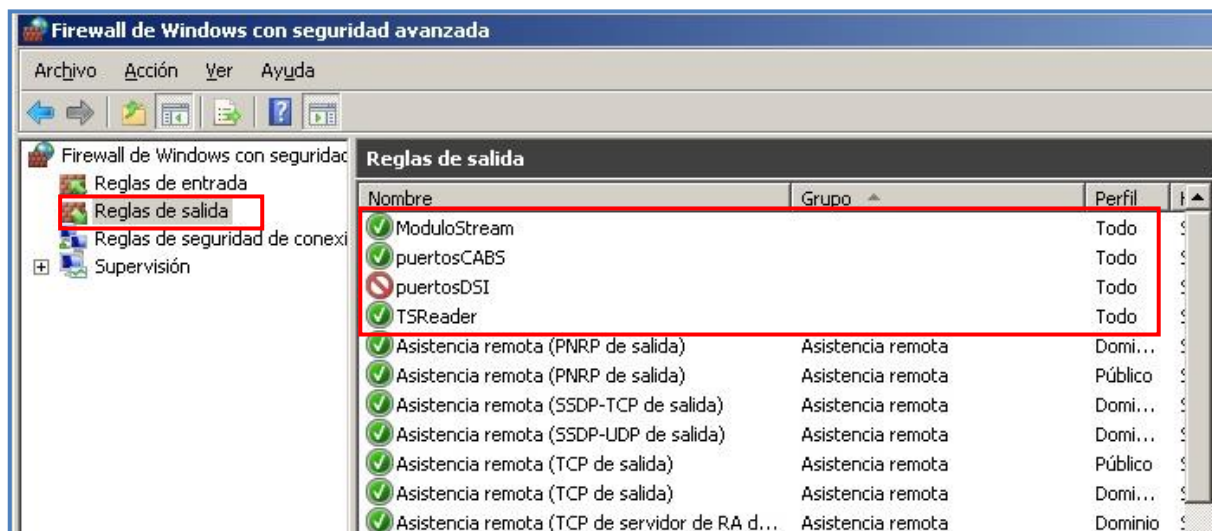 Firewall de Windows con seguridad avanzada
Archivo Acción Ver Ayuda
Firewall de Windows con seguridad
Reglas de entrada
Reglas de salida
Reglas de seguridad de conexi
Supervisión
Reglas de salida
Nombre Grupo Perfil
ModuloStream Todo
puertosCABS Todo
puertosDSI Todo
TSReader Todo
Asistencia remota (PNRP de salida) Asistencia remota Domi...
Asistencia remota (PNRP de salida) Asistencia remota Público
Asistencia remota (SSDP-TCP de salida) Asistencia remota Domi...
Asistencia remota (SSDP-UDP de salida) Asistencia remota Domi...
Asistencia remota (TCP de salida) Asistencia remota Público
Asistencia remota (TCP de salida) Asistencia remota Domi...
Asistencia remota (TCP de servidor de RA d... Asistencia remota Dominio